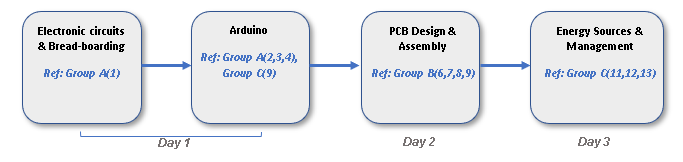 Electronic circuits
& Bread-boarding
Ref: Group A(1)
Arduino
Ref: Group A(2,3,4),
Group C(9)
PCB Design &
Assembly
Ref: Group B(6,7,8,9)
Energy Sources &
Management
Ref: Group C(11,12,13)
Day 1
Day 2
Day 3